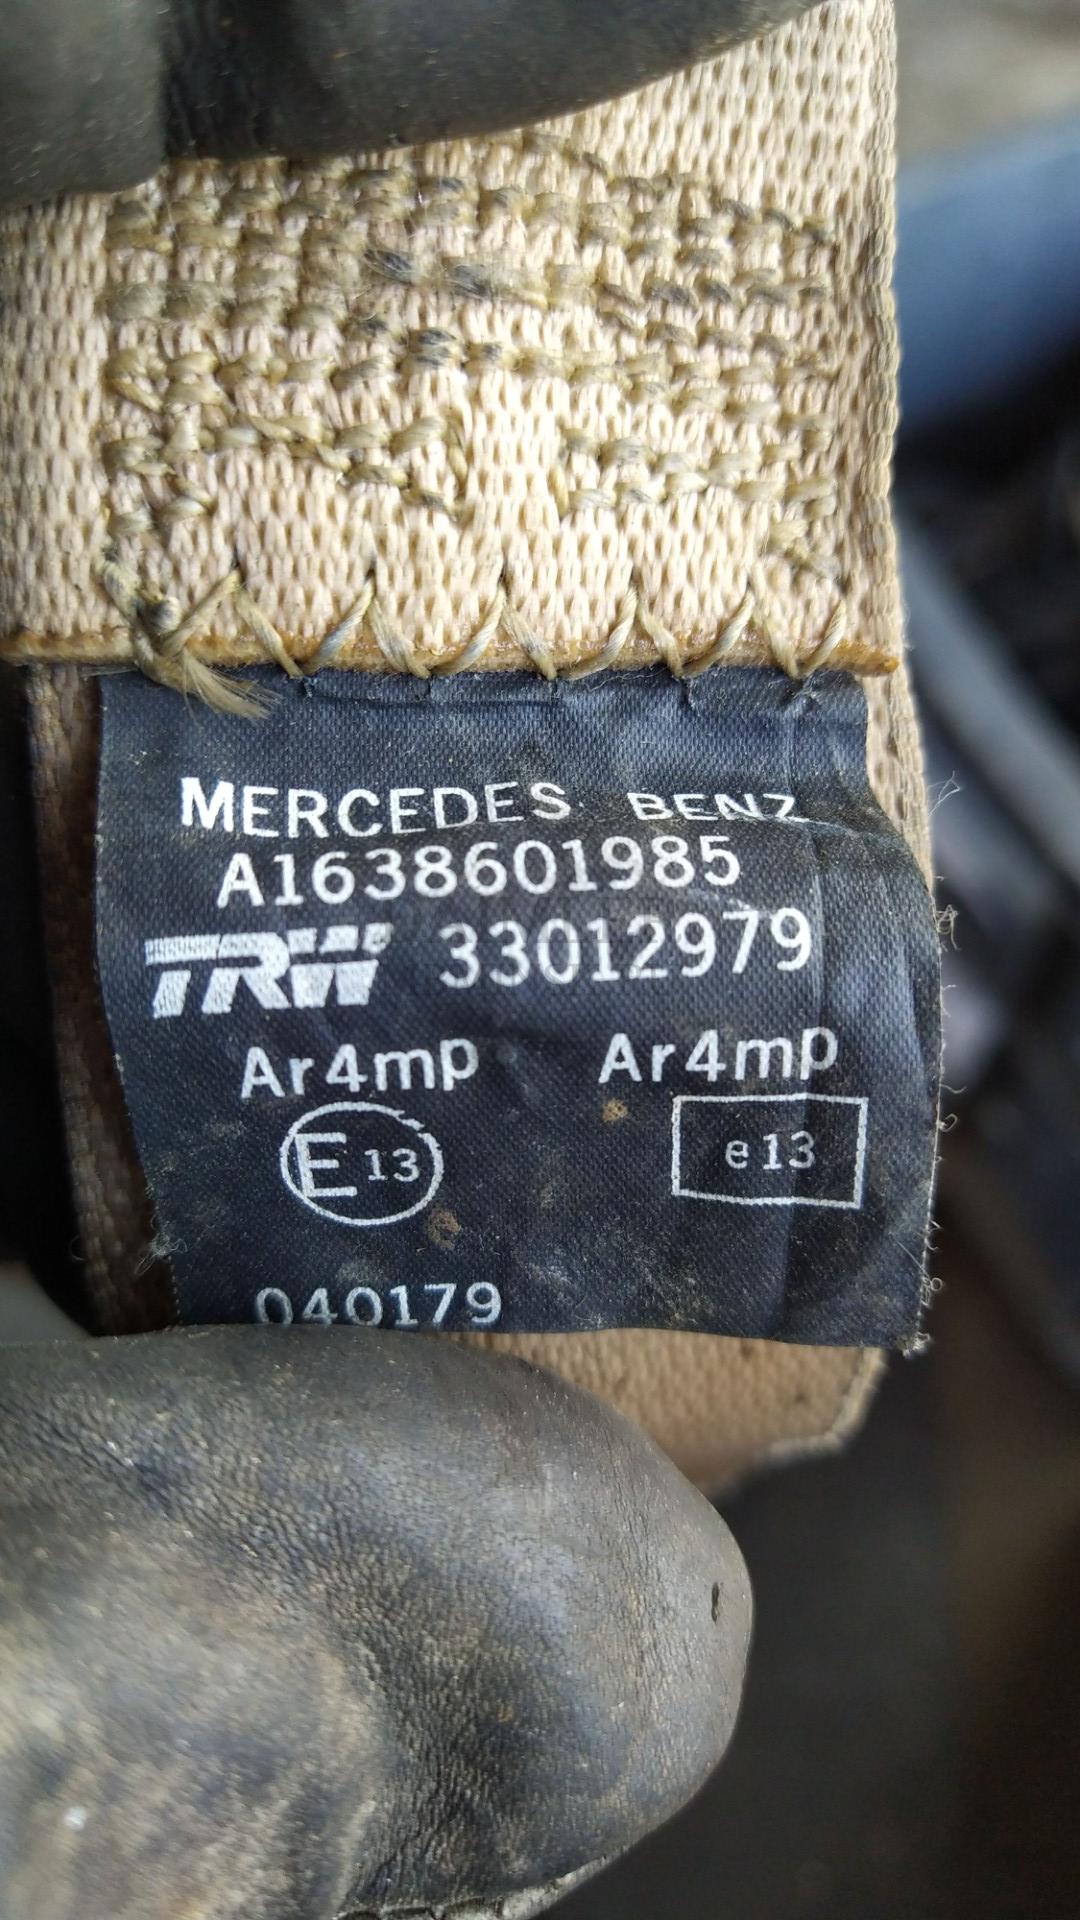 MERCEDES BENZ
A1638601985
TRW 33012979
Ar4mp Ar4mp
E 13 e13
040179